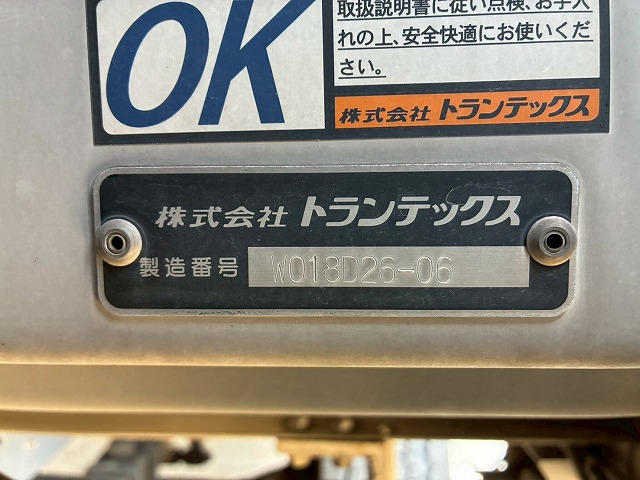 OK
取扱説明書に従い点検、お手入
れの上、安全快適にお使いくだ
さい。
株式会社 トランテックス
株式会社 トランテックス
製造番号 W018D26-06